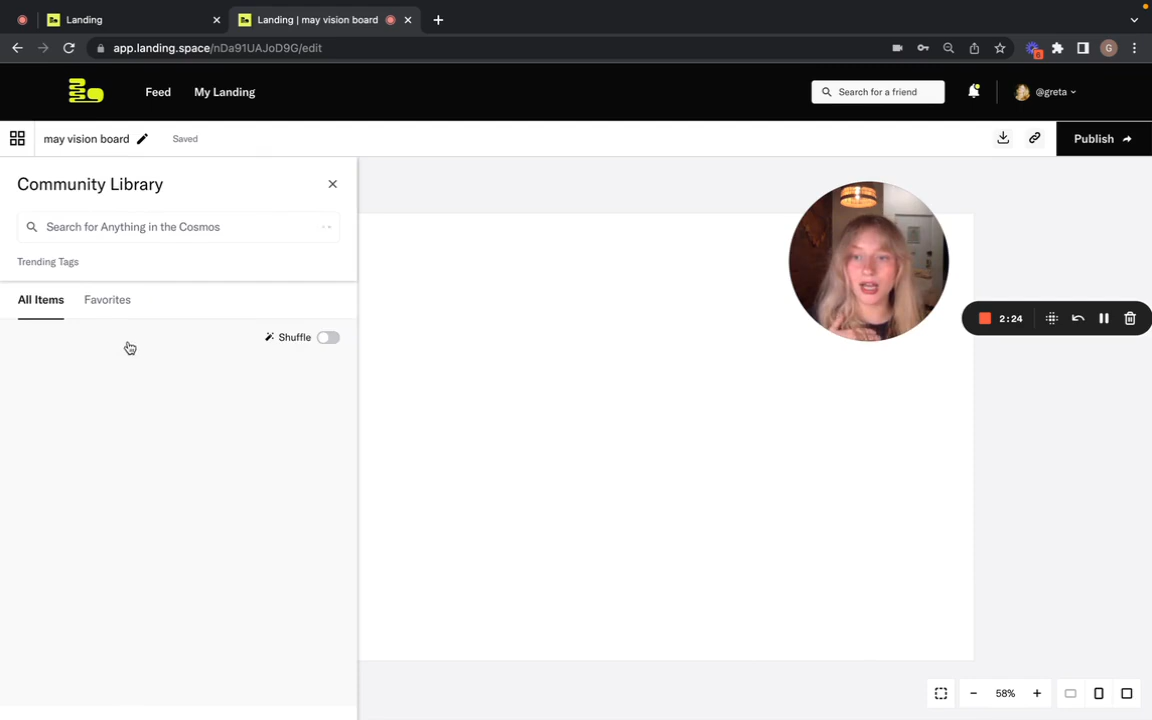 Landing
Landing | may vision board
app.landing.space/nDa91UAJoD9G/edit
6
G
Feed
My Landing
Search for a friend
@greta
may vision board
Saved
Publish
Community Library
Search for Anything in the Cosmos
Trending Tags
All Items
Favorites
Shuffle
2:24
58%